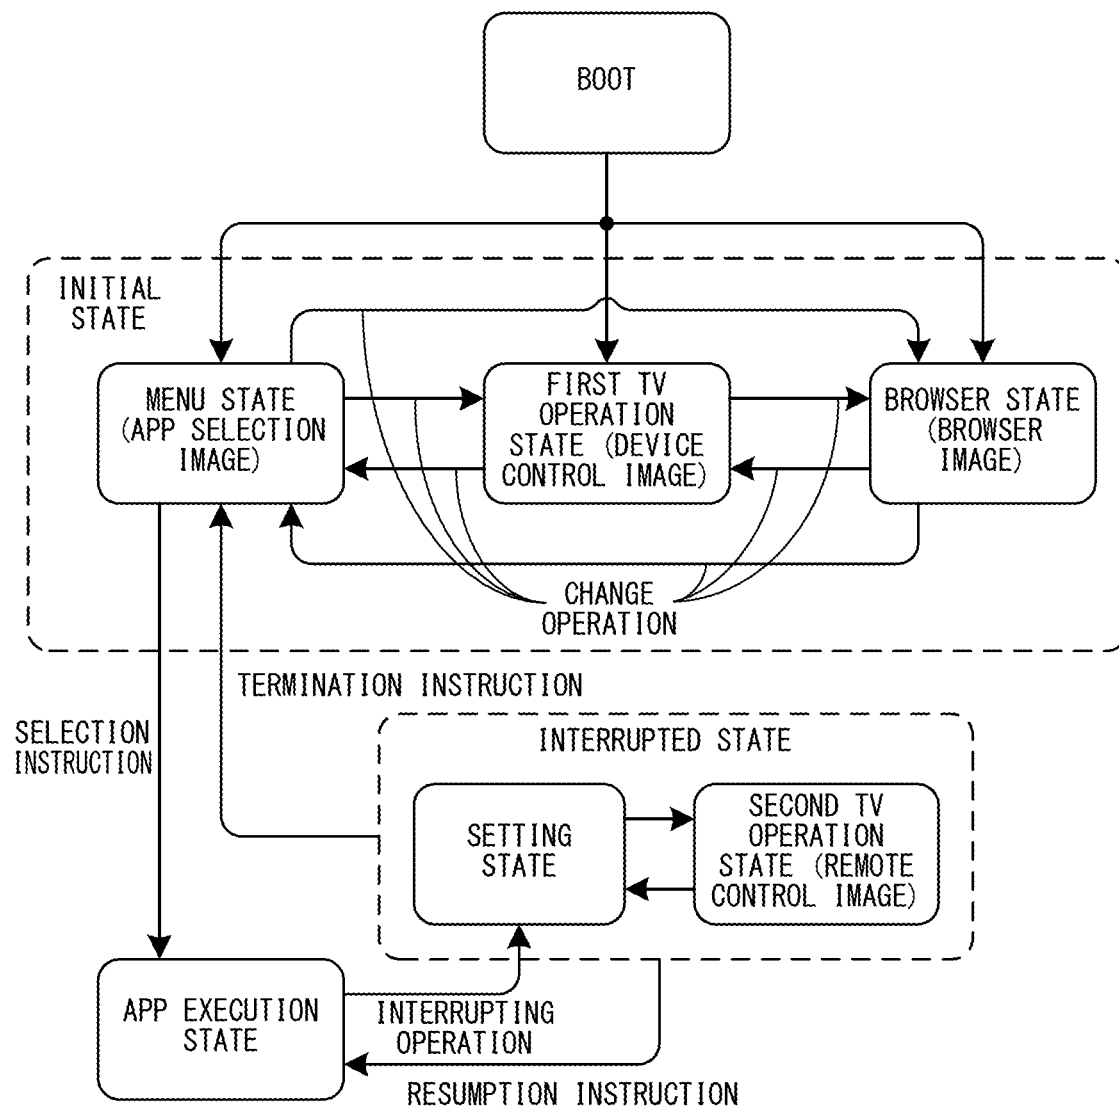 BOOT
INITIAL
STATE
MENU STATE
(APP SELECTION
IMAGE)
FIRST TV
OPERATION
STATE (DEVICE
CONTROL IMAGE)
BROWSER STATE
(BROWSER
IMAGE)
CHANGE
OPERATION
TERMINATION INSTRUCTION
SELECTION
INSTRUCTION
INTERRUPTED STATE
SETTING
STATE
SECOND TV
OPERATION
STATE (REMOTE
CONTROL IMAGE)
APP EXECUTION
STATE
INTERRUPTING
OPERATION
RESUMPTION INSTRUCTION